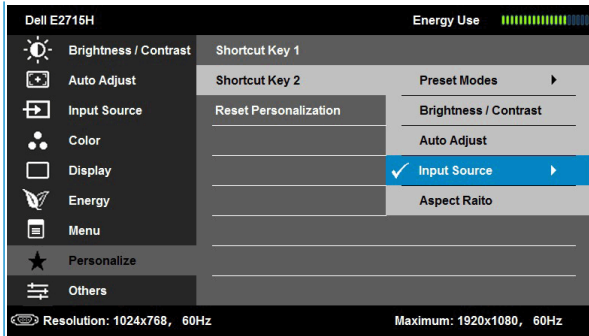 Dell E2715H Energy Use
Brightness / Contrast Shortcut Key 1
Auto Adjust Shortcut Key 2 Preset Modes
Input Source Reset Personalization Brightness / Contrast
Color Auto Adjust
Display Input Source
Energy Aspect Raito
Menu
Personalize
Others
Resolution: 1024x768, 60Hz Maximum: 1920x1080, 60Hz